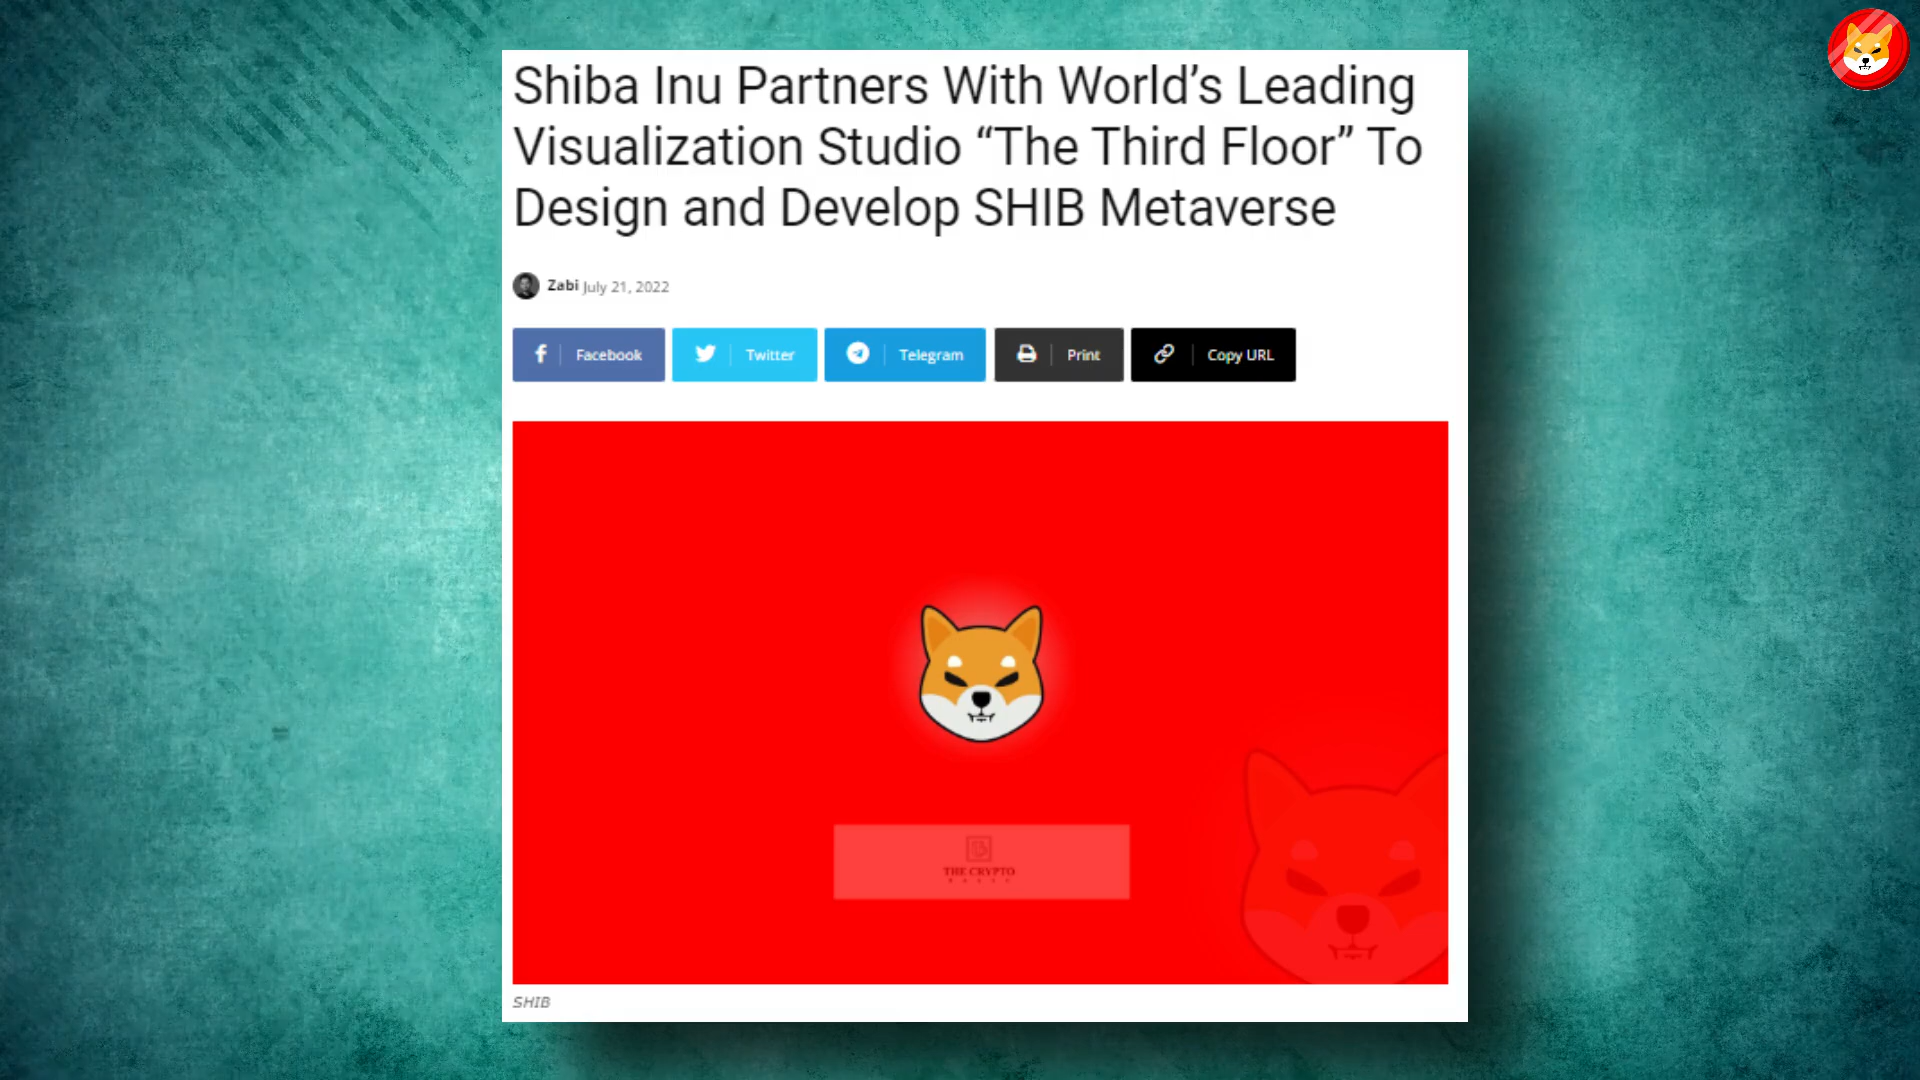 Shiba Inu Partners With World’s Leading
Visualization Studio “The Third Floor” To
Design and Develop SHIB Metaverse
Zabi July 21, 2022
Facebook
Twitter
Telegram
Print
Copy URL
THE CRYPTO
SHIB